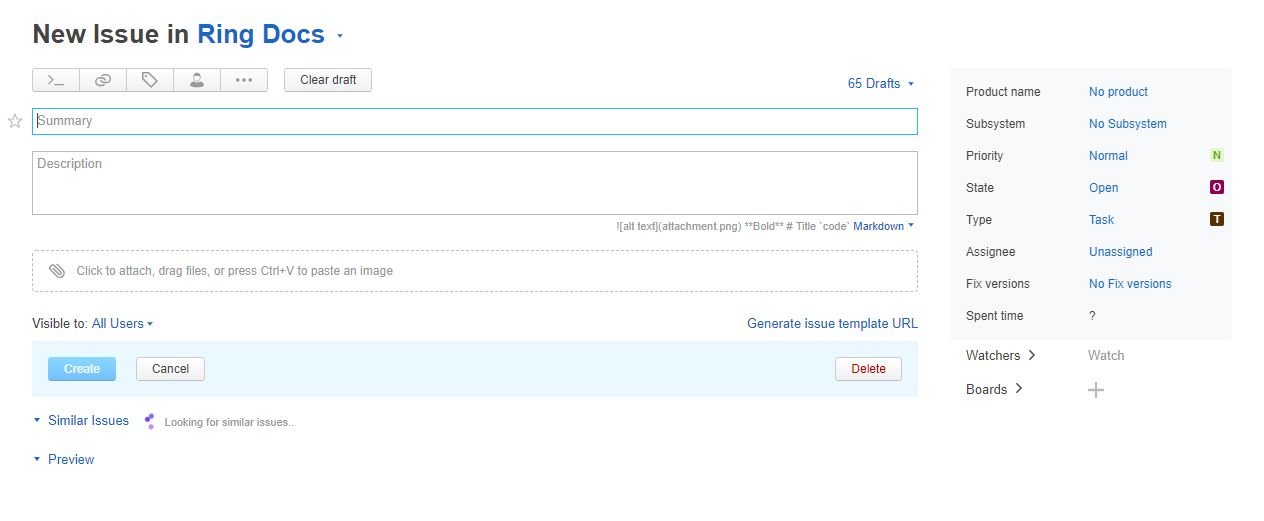 New Issue in Ring Docs
Clear draft
65 Drafts
Summary
Description
![alt text](attachment.png) **Bold** # Title `code` Markdown
Click to attach, drag files, or press Ctrl+V to paste an image
Visible to: All Users
Generate issue template URL
Create
Cancel
Delete
Similar Issues
Looking for similar issues..
Preview
Product name No product
Subsystem No Subsystem
Priority Normal N
State Open O
Type Task T
Assignee Unassigned
Fix versions No Fix versions
Spent time ?
Watchers Watch
Boards